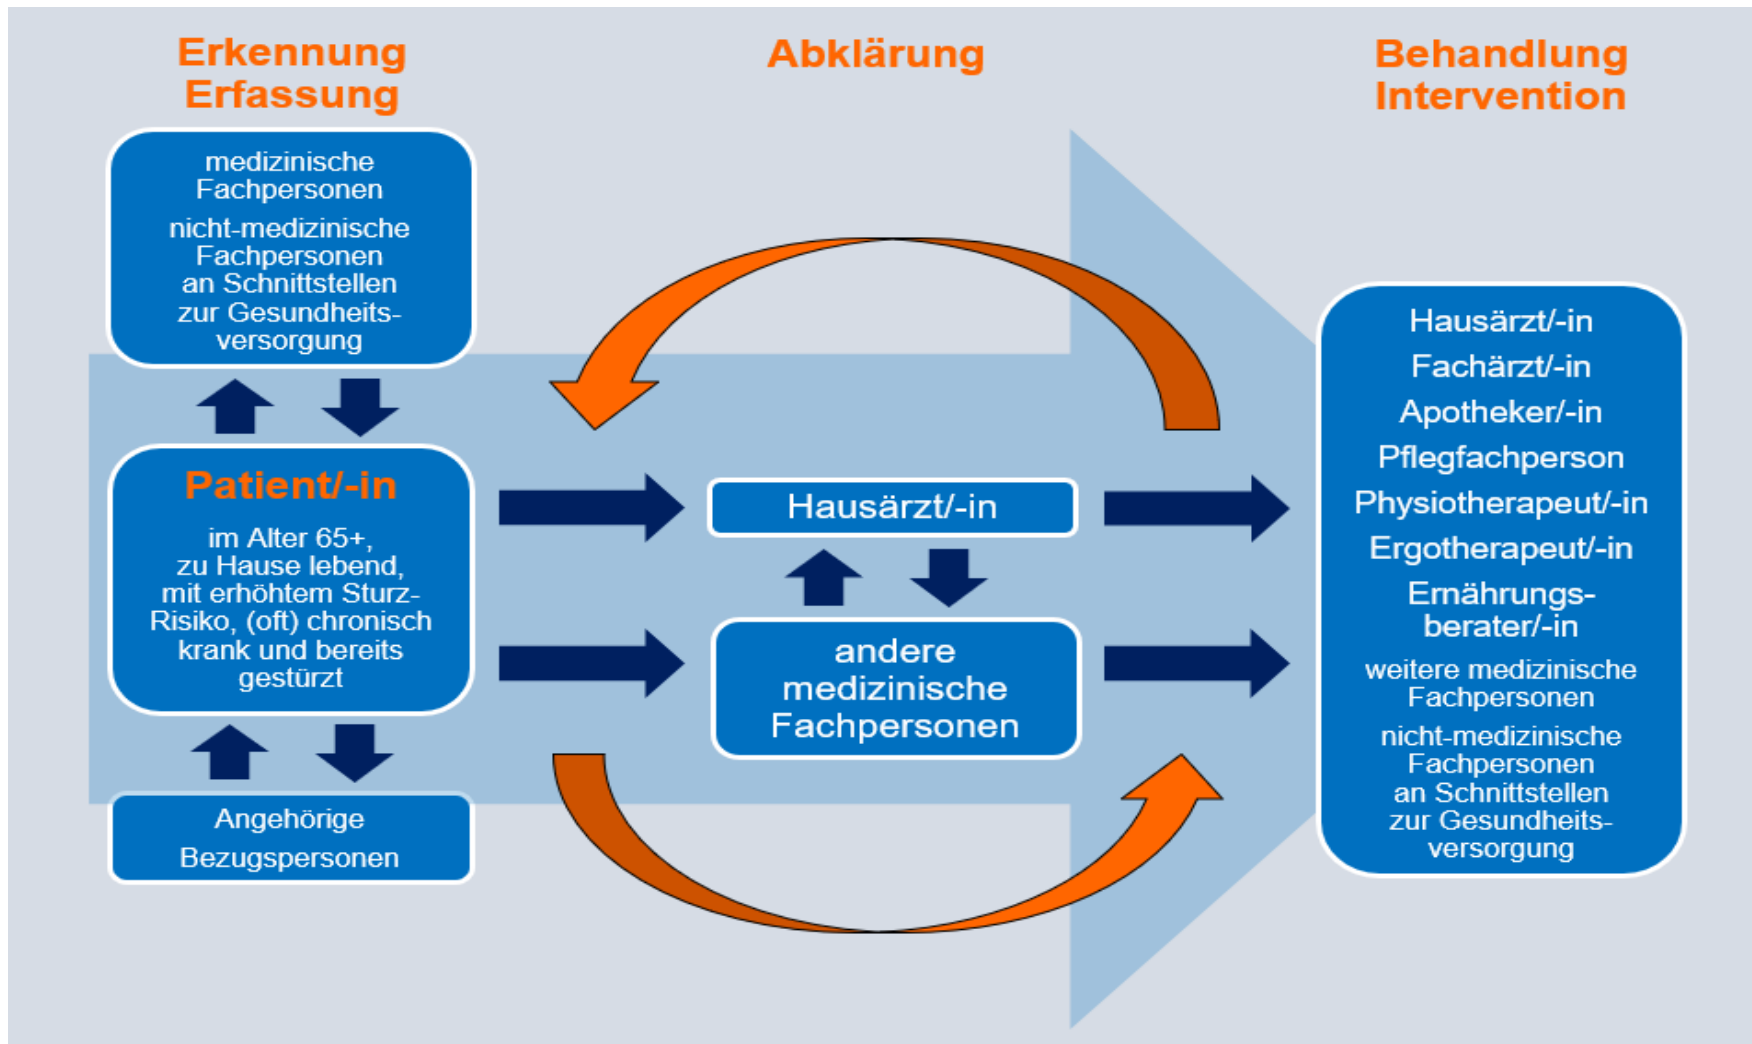 Erkennung
Erfassung
Abklärung
Behandlung
Intervention
medizinische
Fachpersonen
nicht-medizinische
Fachpersonen
an Schnittstellen
zur Gesundheits-
versorgung
Patient/-in
im Alter 65+,
zu Hause lebend,
mit erhöhtem Sturz-
Risiko, (oft) chronisch
krank und bereits
gestürzt
Angehörige
Bezugspersonen
Hausärzt/-in
andere
medizinische
Fachpersonen
Hausärzt/-in
Fachärzt/-in
Apotheker/-in
Pflegfachperson
Physiotherapeut/-in
Ergotherapeut/-in
Ernährungs-
berater/-in
weitere medizinische
Fachpersonen
nicht-medizinische
Fachpersonen
an Schnittstellen
zur Gesundheits-
versorgung